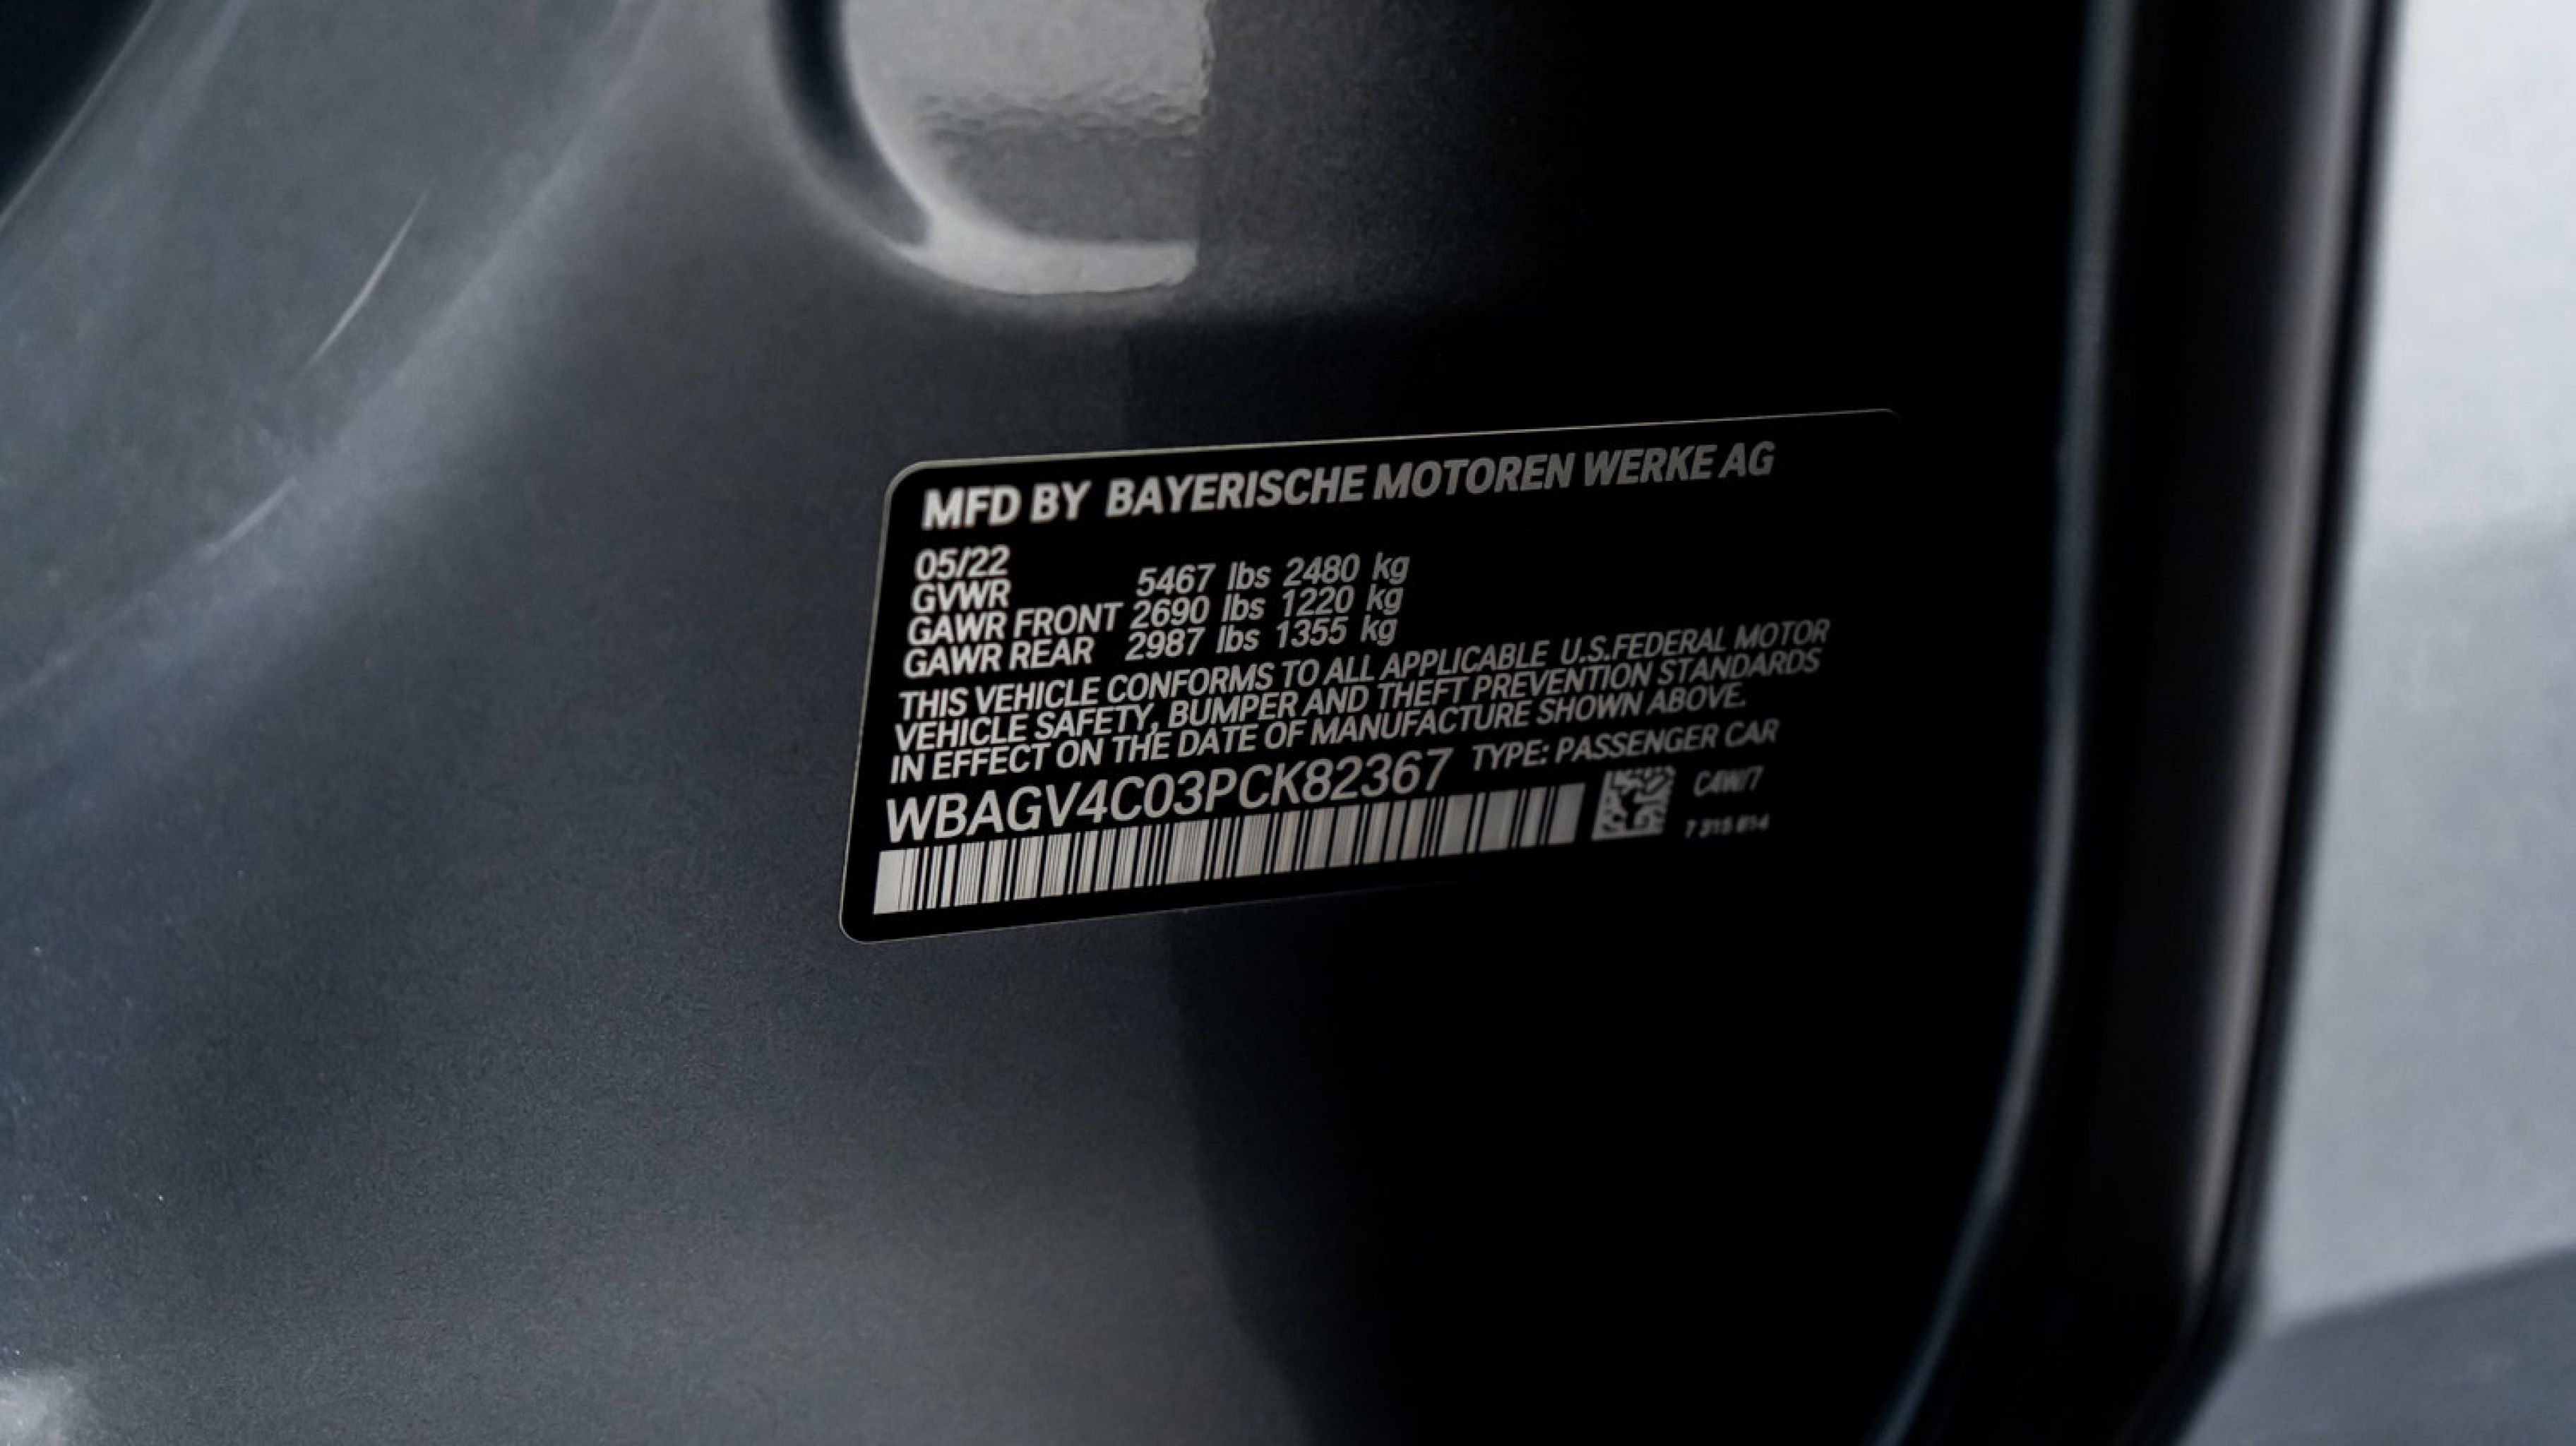 MFD BY BAYERISCHE MOTOREN WERKE AG
05/22
GVWR 5467 lbs 2480 kg
GAWR FRONT 2690 lbs 1220 kg
GAWR REAR 2987 lbs 1355 kg
THIS VEHICLE CONFORMS TO ALL APPLICABLE U.S.FEDERAL MOTOR
VEHICLE SAFETY, BUMPER AND THEFT PREVENTION STANDARDS
IN EFFECT ON THE DATE OF MANUFACTURE SHOWN ABOVE.
WBAGV4C03PCK82367 TYPE: PASSENGER CAR